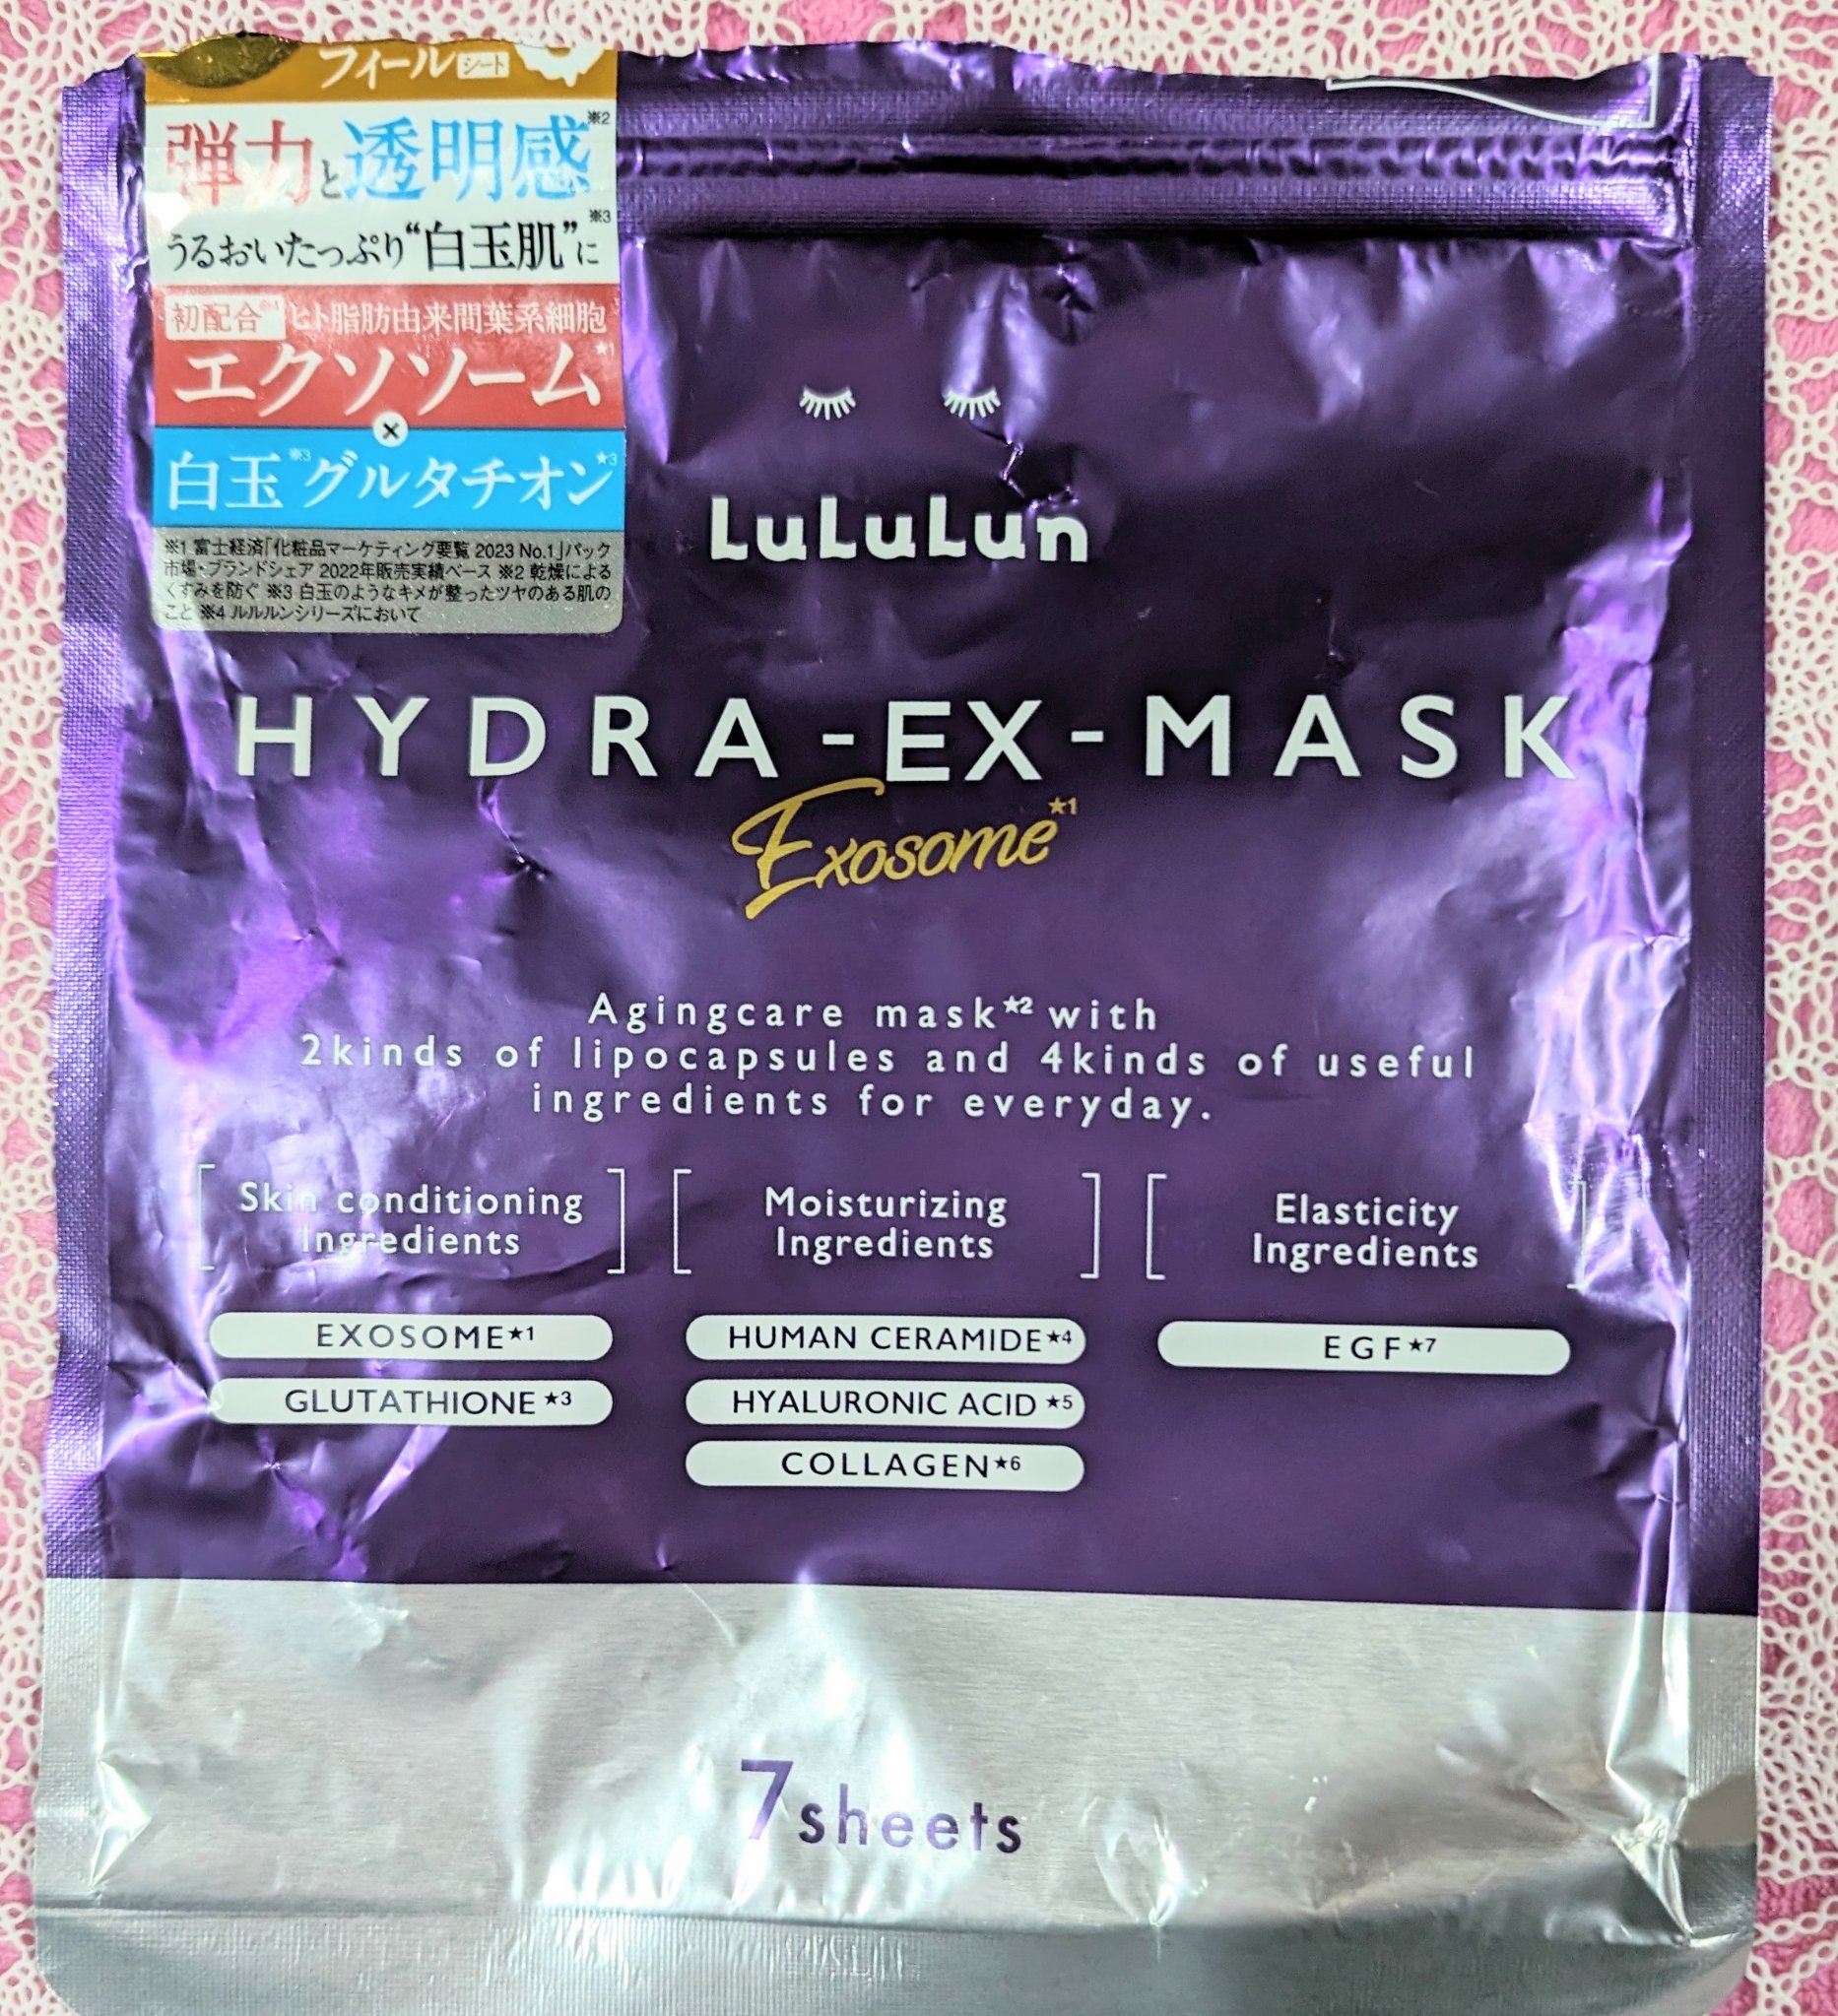 フィール シート
弾力と透明感※2
うるおいたっぷり“白玉肌”※3に
初配合※4 ヒト脂肪由来間葉系細胞
エクソソーム★1
×
白玉※3グルタチオン★3
※1 富士経済「化粧品マーケティング要覧 2023 No.1」パック
市場・ブランドシェア 2022年販売実績ベース ※2 乾燥による
くすみを防ぐ ※3 白玉のようなキメが整ったツヤのある肌の
こと ※4 ルルルンシリーズにおいて
LuLuLun
HYDRA-EX-MASK
Exosome★1
Agingcare mask★2 with
2kinds of lipocapsules and 4kinds of useful
ingredients for everyday.
Skin conditioning
Ingredients
EXOSOME★1
GLUTATHIONE★3
Moisturizing
Ingredients
HUMAN CERAMIDE★4
HYALURONIC ACID★5
COLLAGEN★6
Elasticity
Ingredients
EGF★7
7sheets